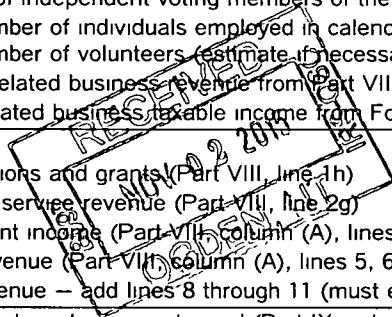 of independent voting members of the
mber of individuals employed in calend
mber of volunteers (estimate if necessa
elated business revenue from Part VII
ated business taxable income from Fo
RECEIVED
NOV 02 2015
OGDEN, UT
ions and grants (Part VIII, line 1h)
service revenue (Part VIII, line 2g)
nt income (Part VIII, column (A), lines
venue (Part VIII, column (A), lines 5, 6
enue – add lines 8 through 11 (must e